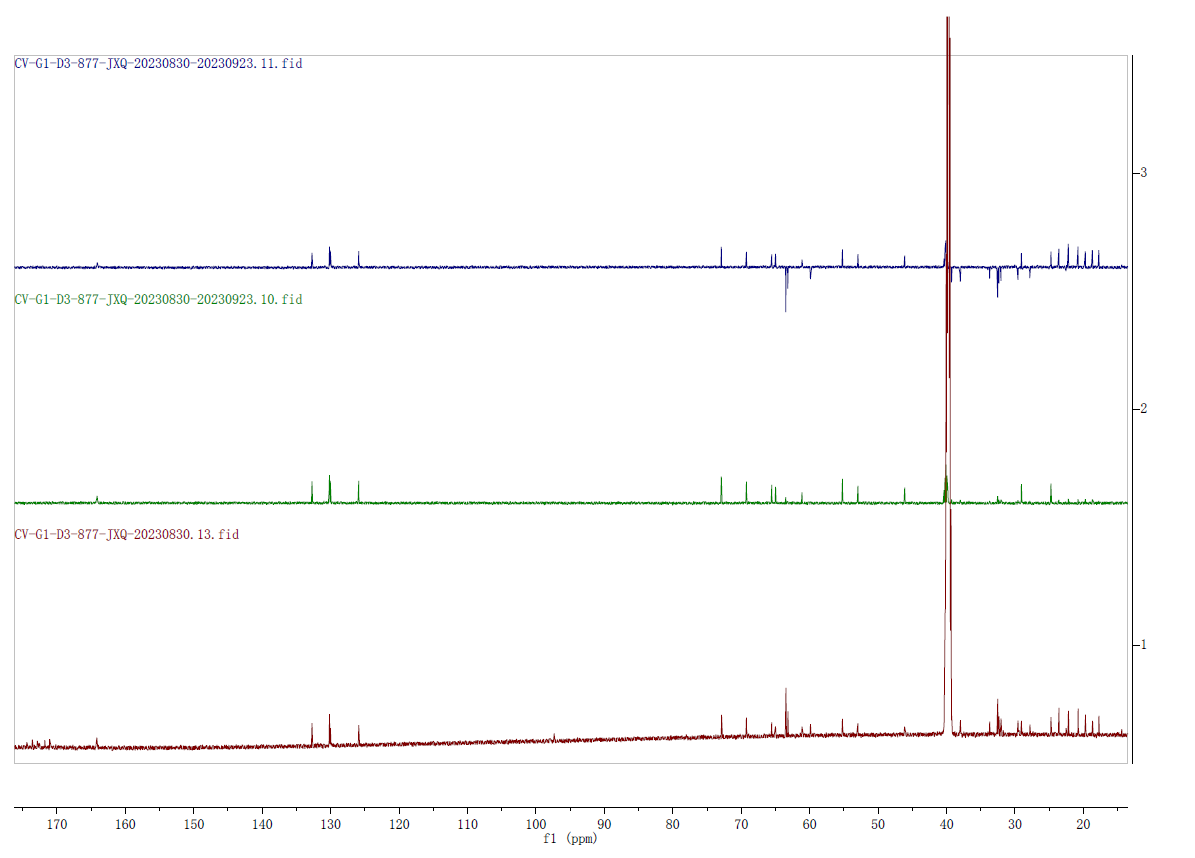 CV-G1-D3-877-JXQ-20230830-20230923.11.fid
3
CV-G1-D3-877-JXQ-20230830-20230923.10.fid
2
CV-G1-D3-877-JXQ-20230830.13.fid
1
170 160 150 140 130 120 110 100 90 80 70 60 50 40 30 20
f1 (ppm)